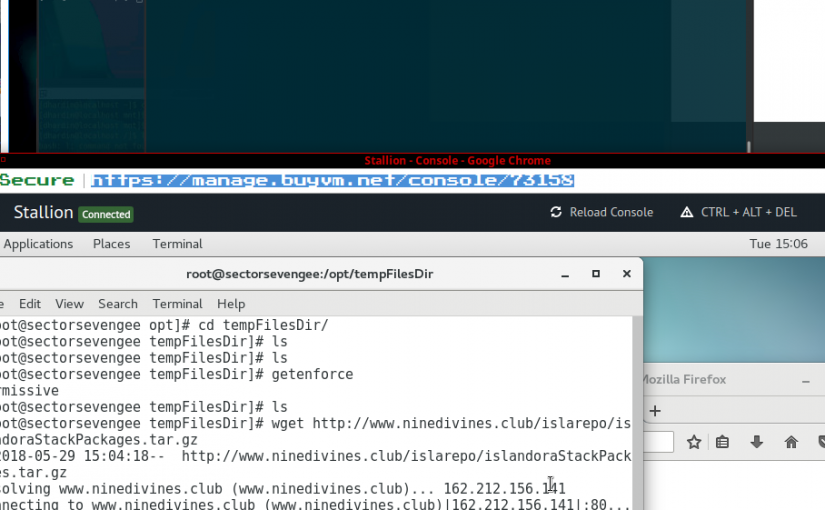 Stallion - Console - Google Chrome
Secure | https://manage.buyvm.net/console/73158
Stallion Connected Reload Console CTRL + ALT + DEL
Applications Places Terminal Tue 15:06
root@sectorsevengee:/opt/tempFilesDir
Edit View Search Terminal Help
oot@sectorsevengee opt]# cd tempFilesDir/
oot@sectorsevengee tempFilesDir]# ls
oot@sectorsevengee tempFilesDir]# ls
oot@sectorsevengee tempFilesDir]# getenforce
rmissive
oot@sectorsevengee tempFilesDir]# ls
oot@sectorsevengee tempFilesDir]# wget http://www.ninedivines.club/islarepo/is
ndoraStackPackages.tar.gz
2018-05-29 15:04:18-- http://www.ninedivines.club/islarepo/islandoraStackPack
es.tar.gz
solving www.ninedivines.club (www.ninedivines.club)... 162.212.156.141
nnecting to www.ninedivines.club (www.ninedivines.club)|162.212.156.141|:80...
Mozilla Firefox